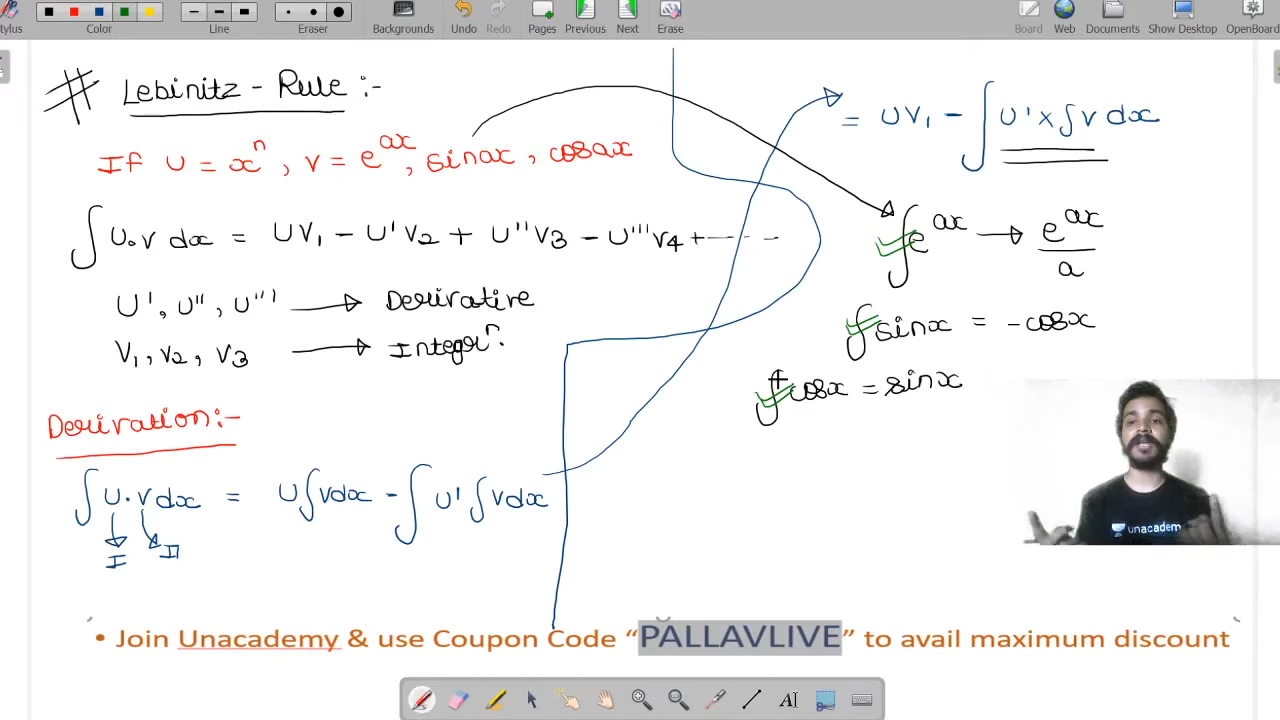 Stylus Color Line Eraser Backgrounds Undo Redo Pages Previous Next Erase Board Web Documents Show Desktop OpenBoard
# Lebinitz - Rule :-
If U = x^n , v = e^ax , sinax , cosax
∫ U.v dx = UV₁ - U'V₂ + U''V₃ - U'''V₄ + - - - -
U', U'', U''' → Derivative
V₁, V₂, V₃ → Integrⁿ.
Derivation:-
∫ U.v dx = U∫vdx - ∫ U' ∫vdx
I II
= UV₁ - ∫ U' x ∫v dx
∫e^ax → e^ax / a
∫sinx = -cosx
∫+cosx = sinx
unacademy
• Join Unacademy & use Coupon Code “PALLAVLIVE” to avail maximum discount